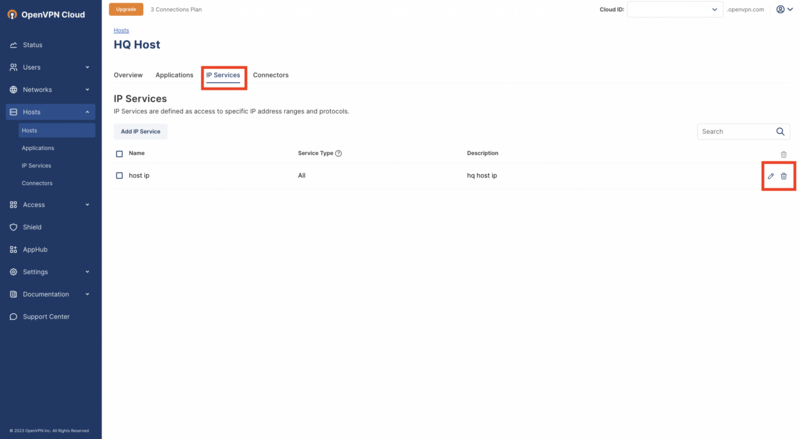 OpenVPN Cloud
Upgrade
3 Connections Plan
Cloud ID:
.openvpn.com
Status
Users
Networks
Hosts
Hosts
Applications
IP Services
Connectors
Access
Shield
AppHub
Settings
Documentation
Support Center
© 2023 OpenVPN Inc. All Rights Reserved
Hosts
HQ Host
Overview Applications IP Services Connectors
IP Services
IP Services are defined as access to specific IP address ranges and protocols.
Add IP Service
Search
Name Service Type Description
host ip All hq host ip